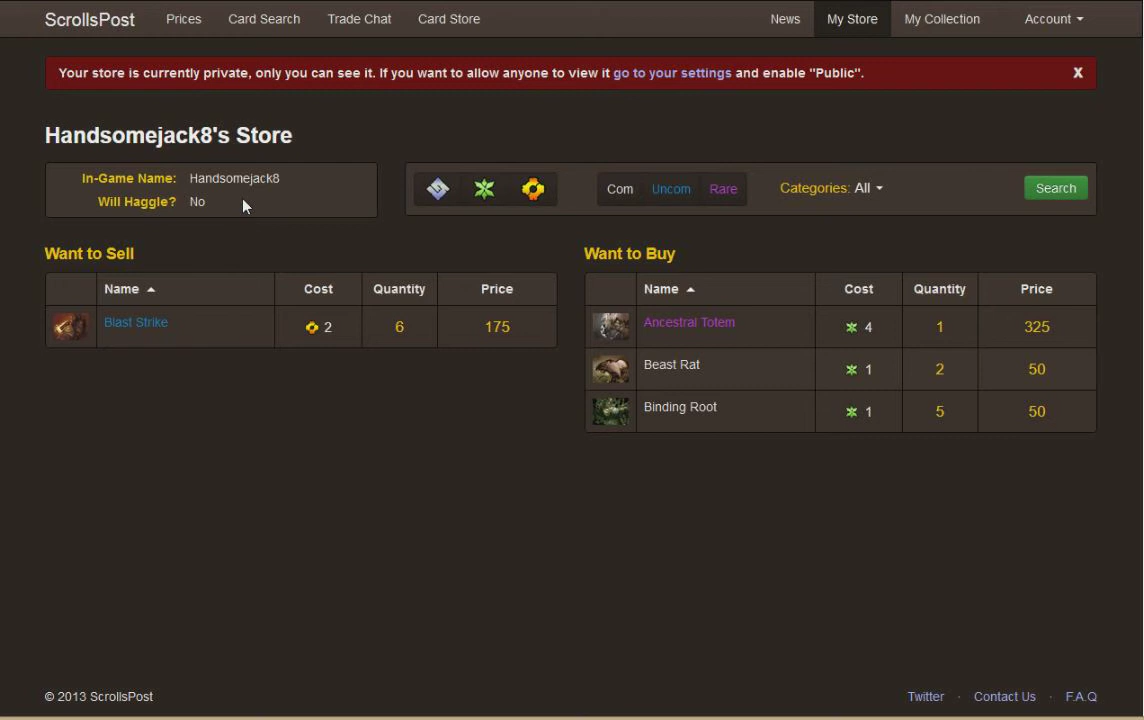 ScrollsPost Prices Card Search Trade Chat Card Store News My Store My Collection Account
Your store is currently private, only you can see it. If you want to allow anyone to view it go to your settings and enable "Public". X
Handsomejack8's Store
In-Game Name: Handsomejack8
Will Haggle? No
Com Uncom Rare Categories: All Search
Want to Sell
Name Cost Quantity Price
Blast Strike 2 6 175
Want to Buy
Name Cost Quantity Price
Ancestral Totem 4 1 325
Beast Rat 1 2 50
Binding Root 1 5 50
© 2013 ScrollsPost Twitter · Contact Us · F.A.Q